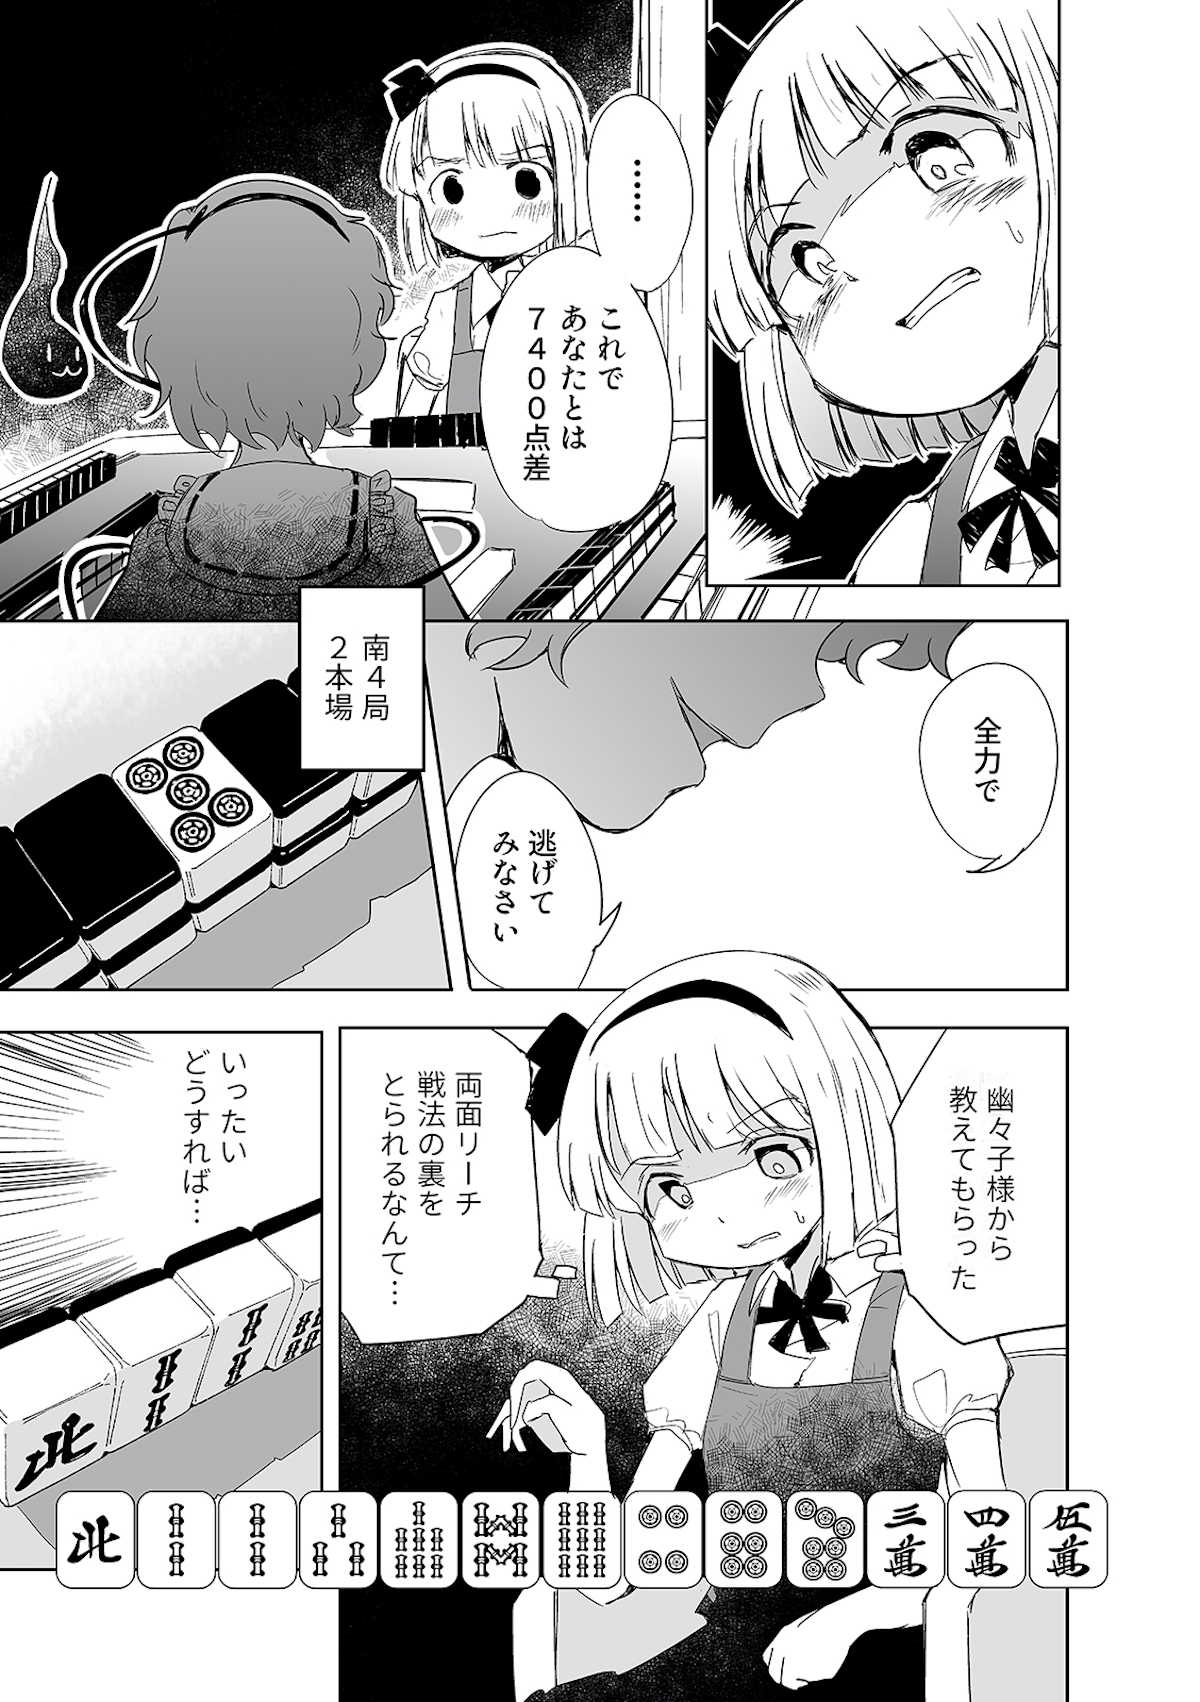 ……
これで
あなたとは
７４００点差
全力で
逃げて
みなさい
南４局
２本場
幽々子様から
教えてもらった
両面リーチ
戦法の裏を
とられるなんて…
いったい
どうすれば…
北
北
三萬
四萬
伍萬